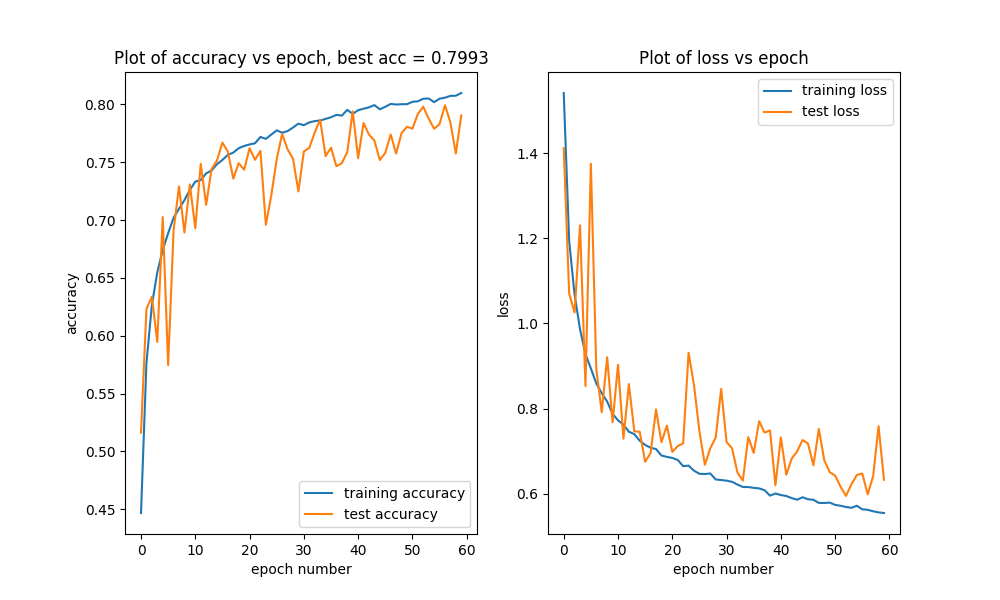 Plot of accuracy vs epoch, best acc = 0.7993
accuracy
0.80
0.75
0.70
0.65
0.60
0.55
0.50
0.45
training accuracy
test accuracy
0 10 20 30 40 50 60
epoch number
Plot of loss vs epoch
loss
training loss
test loss
1.4
1.2
1.0
0.8
0.6
0 10 20 30 40 50 60
epoch number